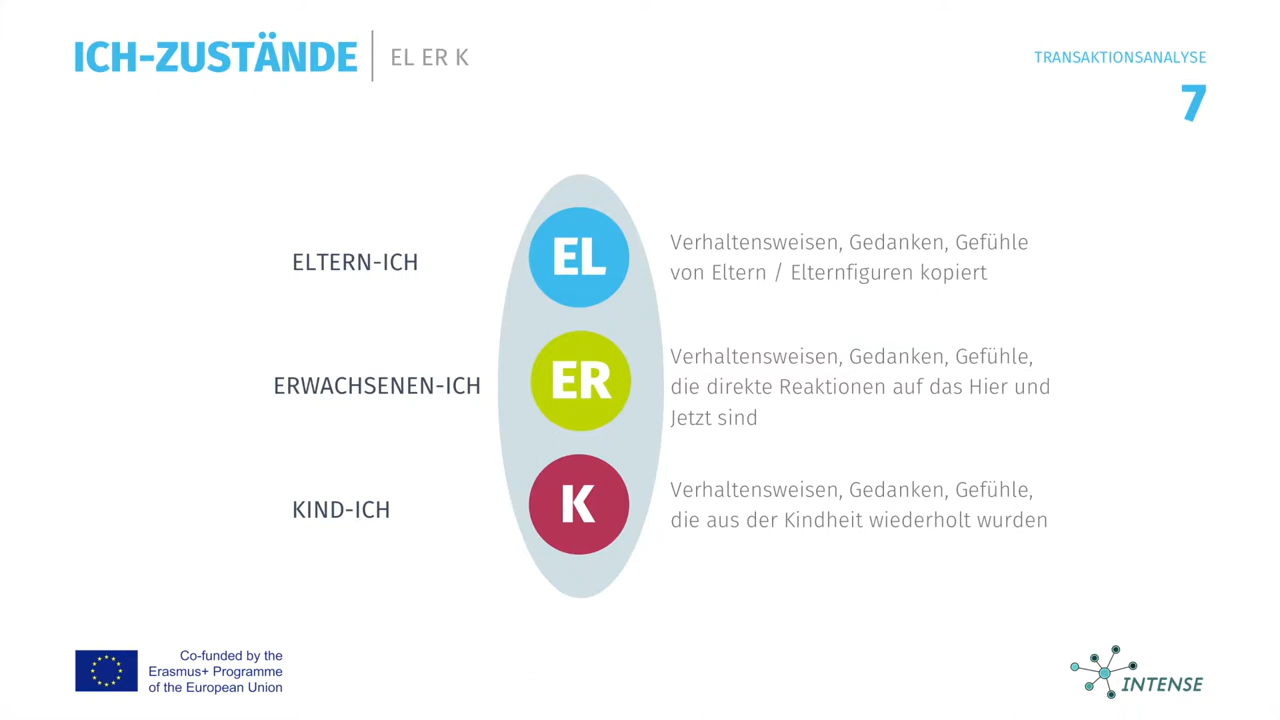 ICH-ZUSTÄNDE | EL ER K
TRANSAKTIONSANALYSE
7
ELTERN-ICH
EL
Verhaltensweisen, Gedanken, Gefühle
von Eltern / Elternfiguren kopiert
ERWACHSENEN-ICH
ER
Verhaltensweisen, Gedanken, Gefühle,
die direkte Reaktionen auf das Hier und
Jetzt sind
KIND-ICH
K
Verhaltensweisen, Gedanken, Gefühle,
die aus der Kindheit wiederholt wurden
Co-funded by the
Erasmus+ Programme
of the European Union
INTENSE